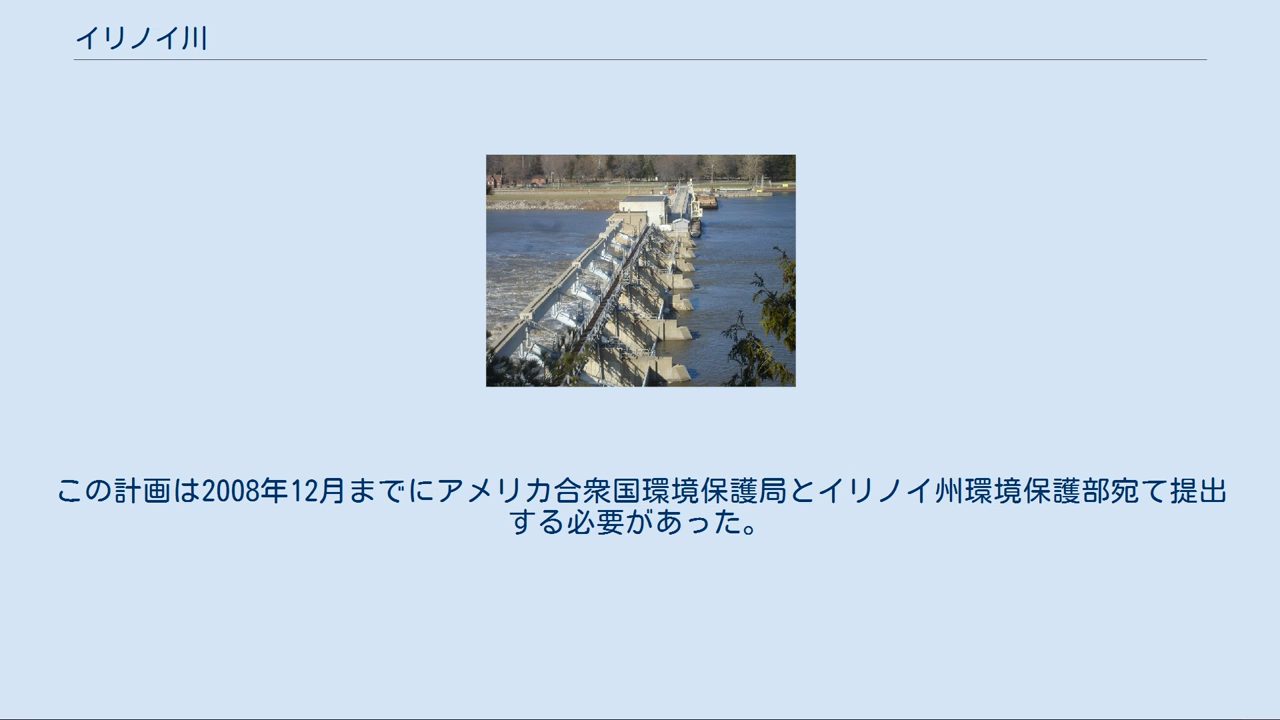 イリノイ川
この計画は2008年12月までにアメリカ合衆国環境保護局とイリノイ州環境保護部宛て提出
する必要があった。